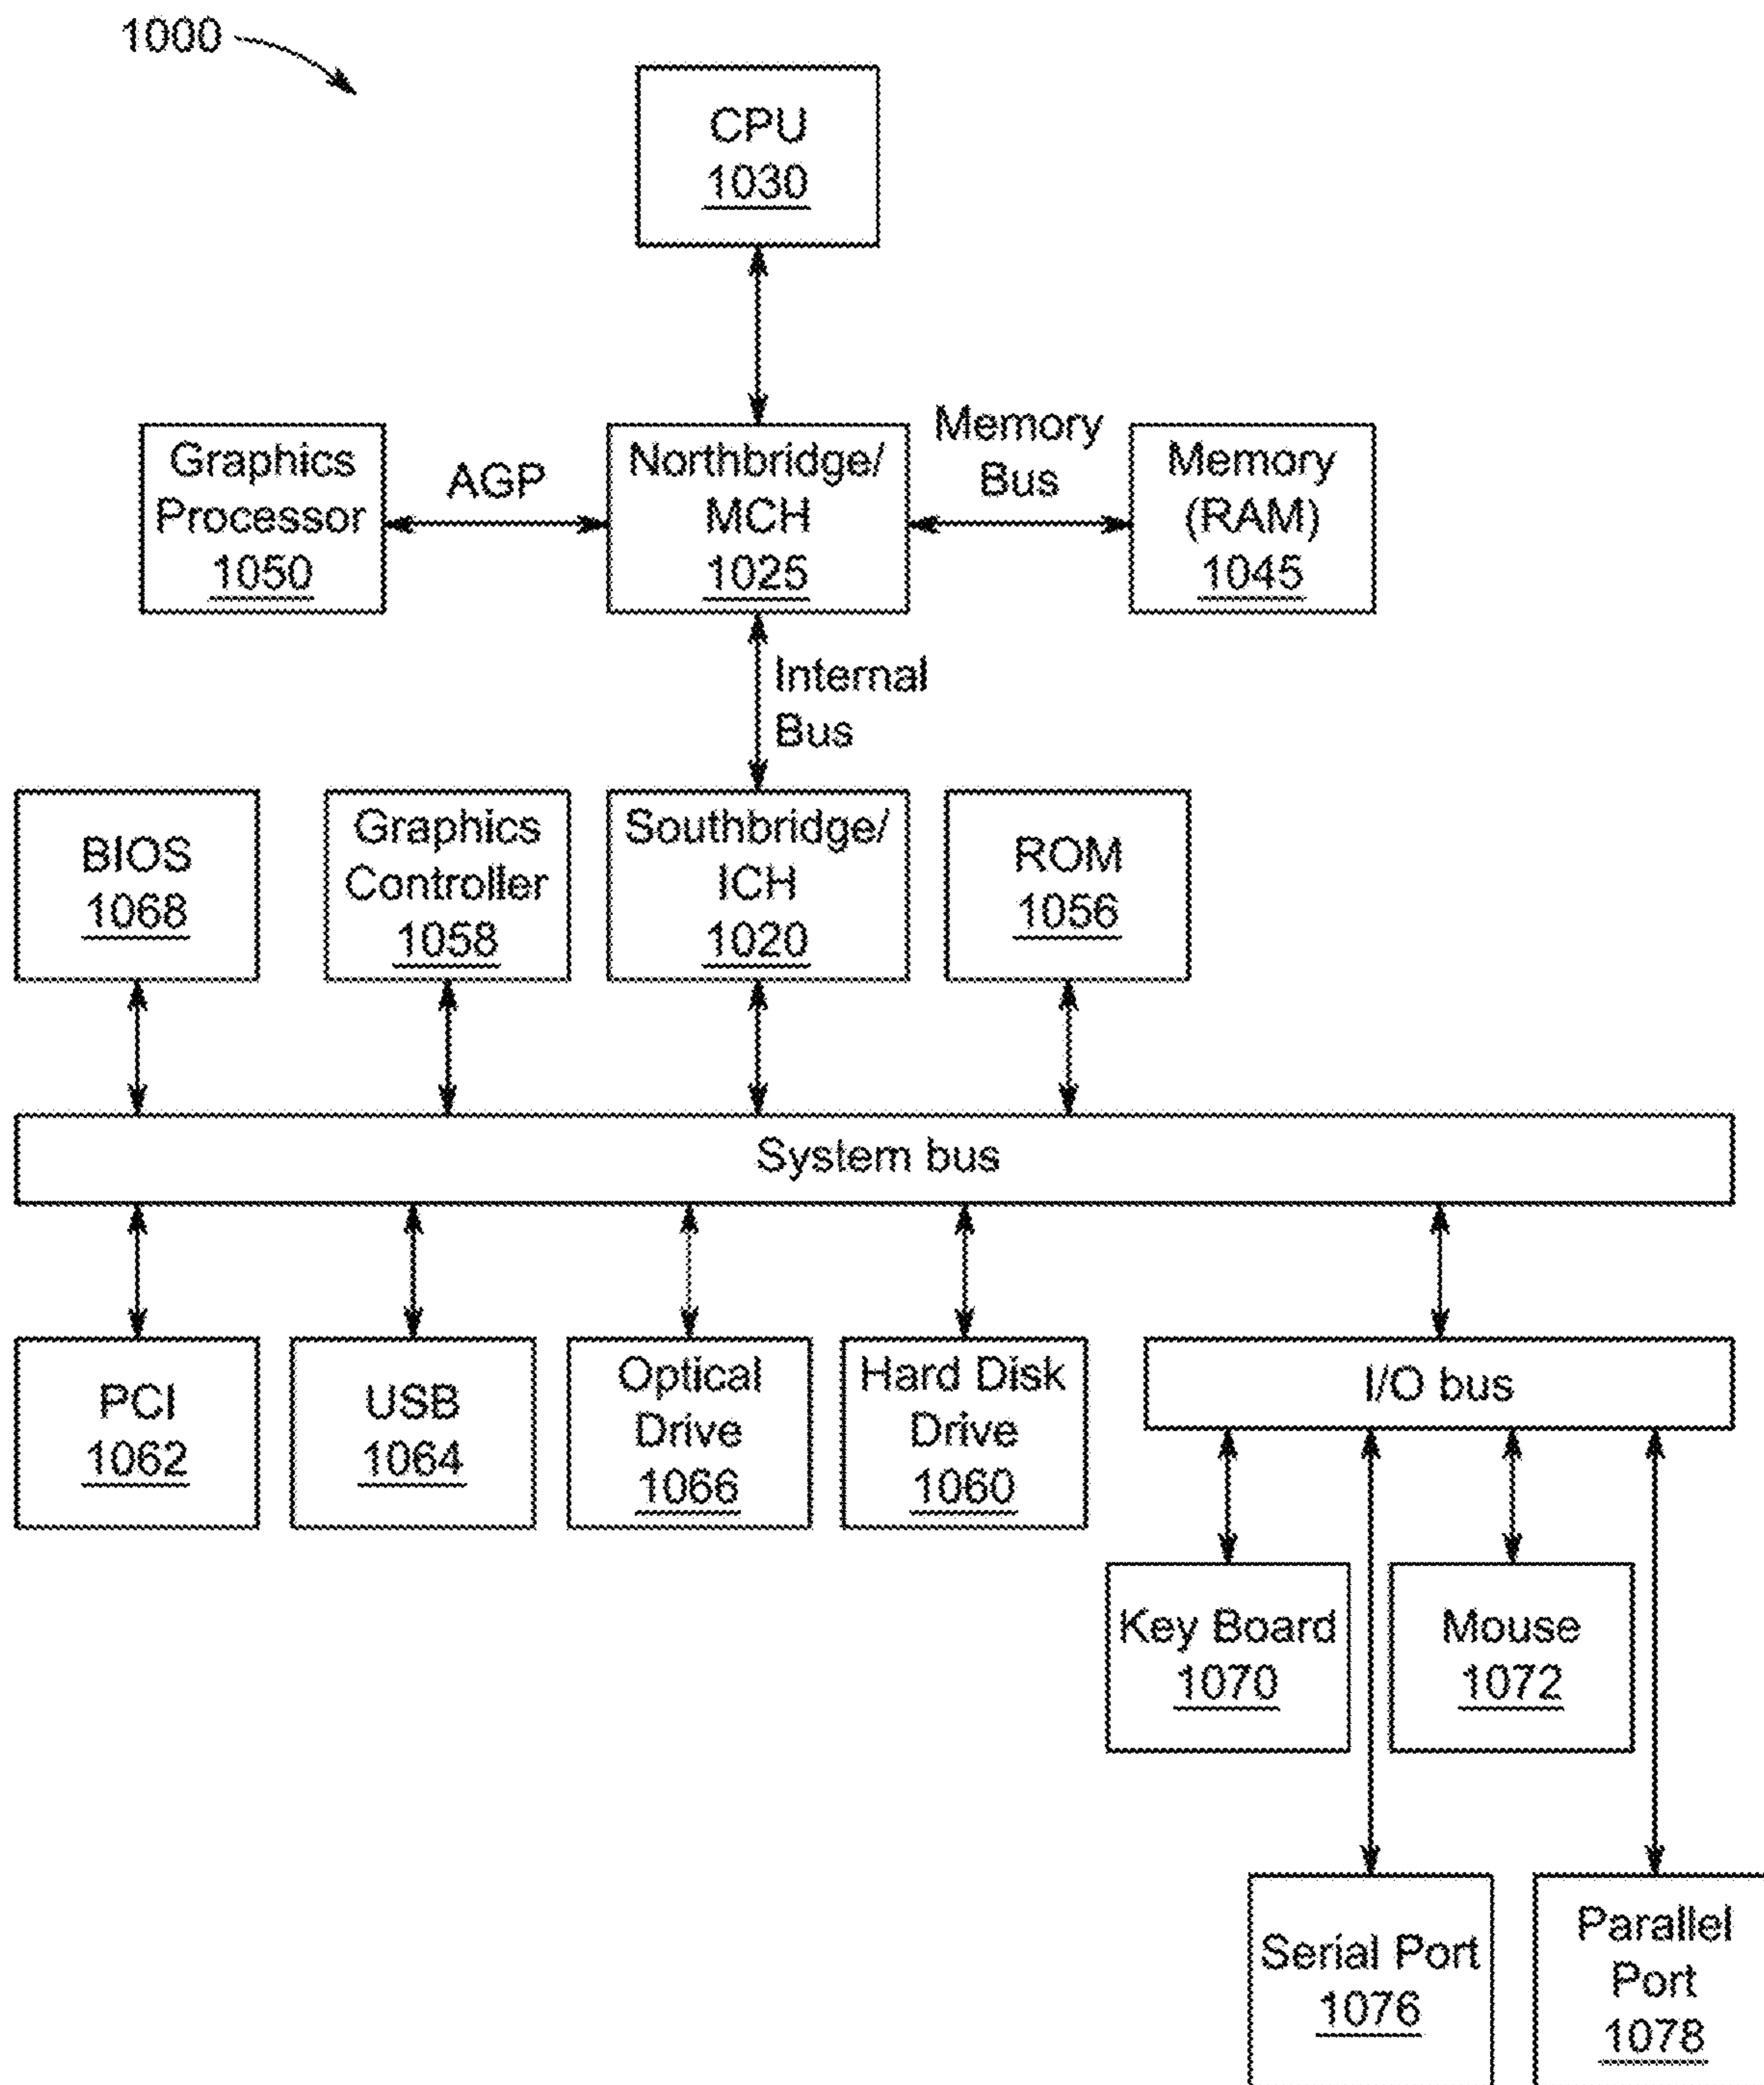 1000
CPU
1030
Graphics
Processor
1050
AGP
Northbridge/
MCH
1025
Memory
Bus
Memory
(RAM)
1045
Internal
Bus
BIOS
1068
Graphics
Controller
1058
Southbridge/
ICH
1020
ROM
1056
System bus
PCI
1062
USB
1064
Optical
Drive
1066
Hard Disk
Drive
1060
I/O bus
Key Board
1070
Mouse
1072
Serial Port
1076
Parallel
Port
1078